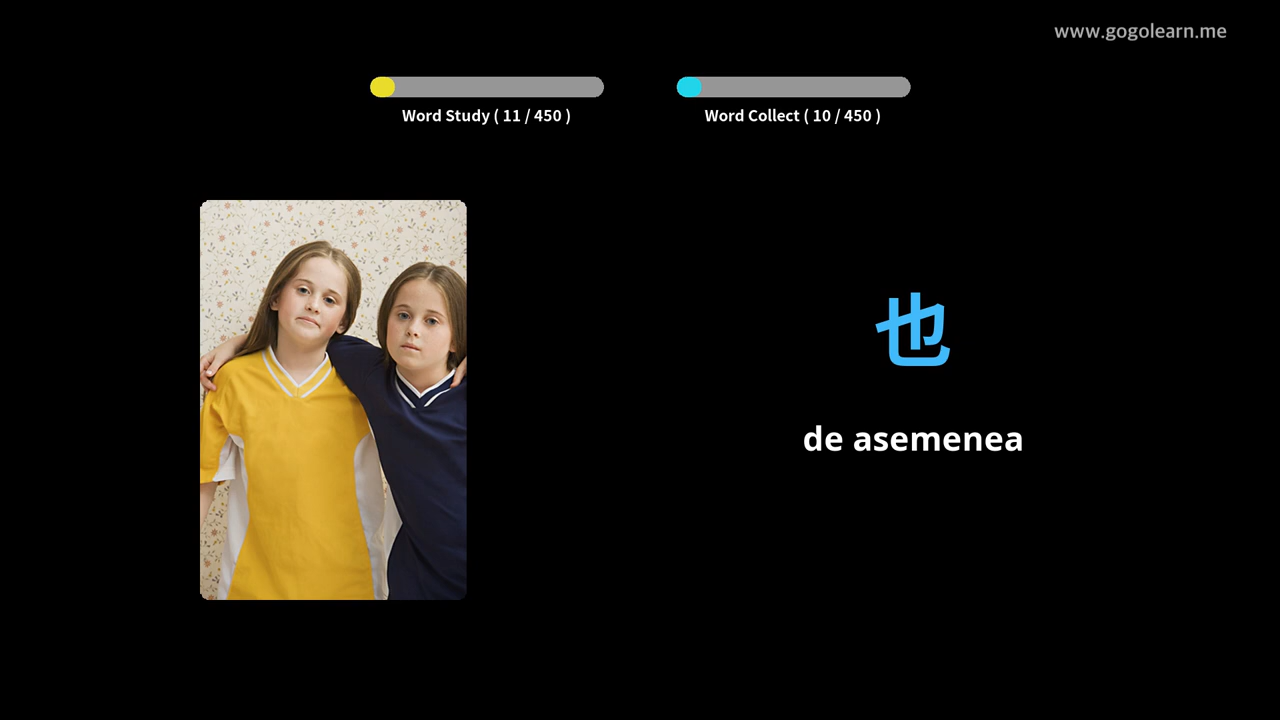 www.gogolearn.me
Word Study ( 11 / 450 )
Word Collect ( 10 / 450 )
也
de asemenea